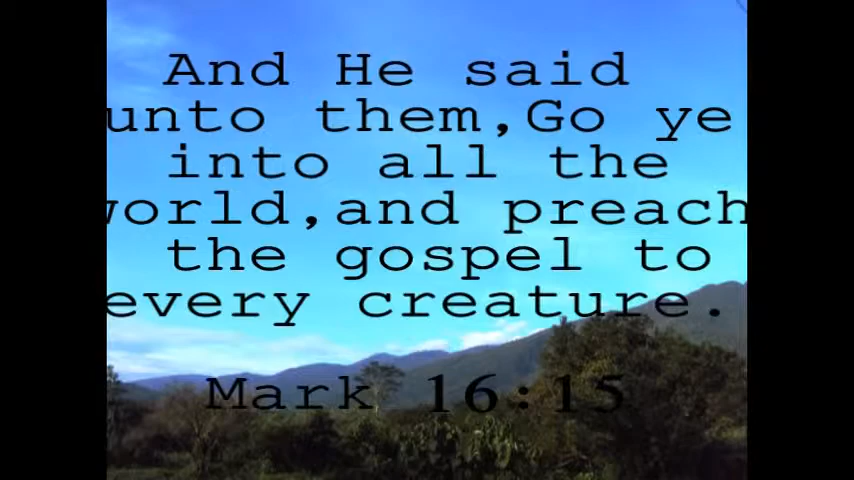 And He said
unto them,Go ye
into all the
world,and preach
the gospel to
every creature.
Mark 16:15